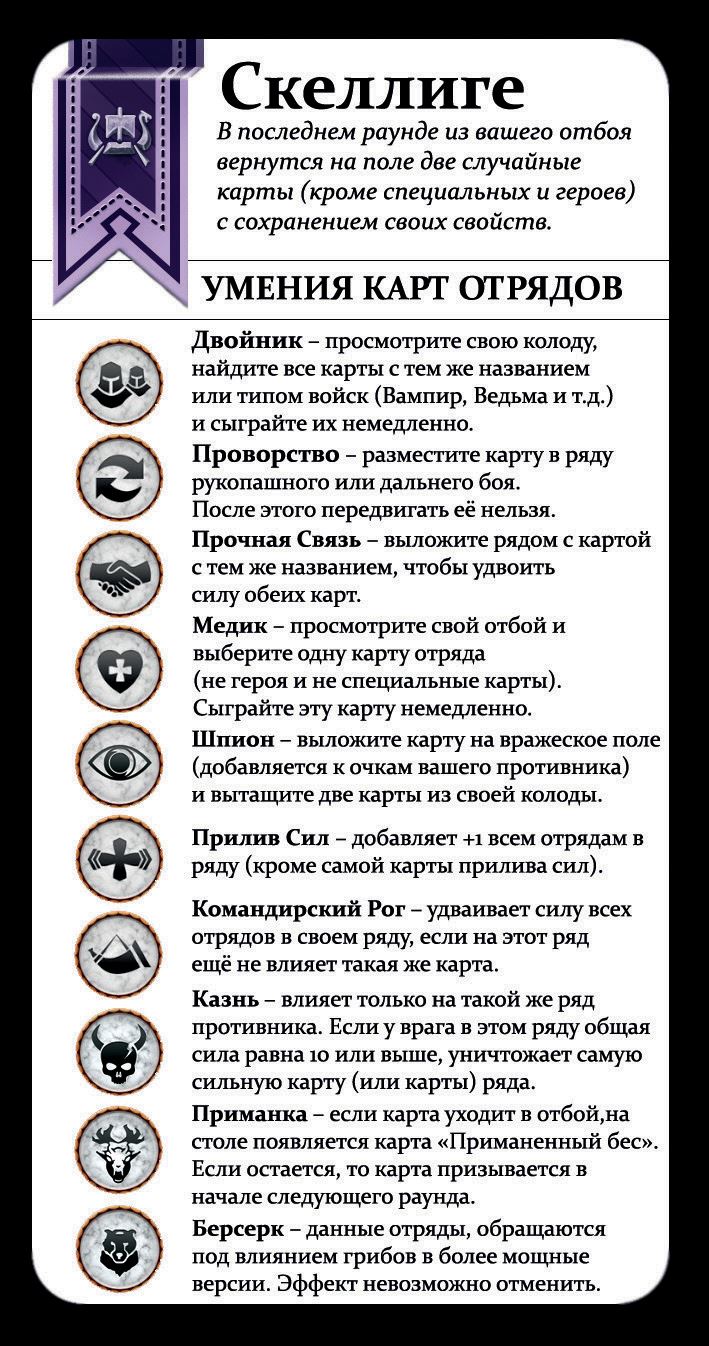 Скеллиге
В последнем раунде из вашего отбоя
вернутся на поле две случайные
карты (кроме специальных и героев)
с сохранением своих свойств.
УМЕНИЯ КАРТ ОТРЯДОВ
Двойник – просмотрите свою колоду,
найдите все карты с тем же названием
или типом войск (Вампир, Ведьма и т.д.)
и сыграйте их немедленно.
Проворство – разместите карту в ряду
рукопашного или дальнего боя.
После этого передвигать её нельзя.
Прочная Связь – выложите рядом с картой
с тем же названием, чтобы удвоить
силу обеих карт.
Медик – просмотрите свой отбой и
выберите одну карту отряда
(не героя и не специальные карты).
Сыграйте эту карту немедленно.
Шпион – выложите карту на вражеское поле
(добавляется к очкам вашего противника)
и вытащите две карты из своей колоды.
Прилив Сил – добавляет +1 всем отрядам в
ряду (кроме самой карты прилива сил).
Командирский Рог – удваивает силу всех
отрядов в своем ряду, если на этот ряд
ещё не влияет такая же карта.
Казнь – влияет только на такой же ряд
противника. Если у врага в этом ряду общая
сила равна 10 или выше, уничтожает самую
сильную карту (или карты) ряда.
Приманка – если карта уходит в отбой,на
столе появляется карта «Приманенный бес».
Если остается, то карта призывается в
начале следующего раунда.
Берсерк – данные отряды, обращаются
под влиянием грибов в более мощные
версии. Эффект невозможно отменить.